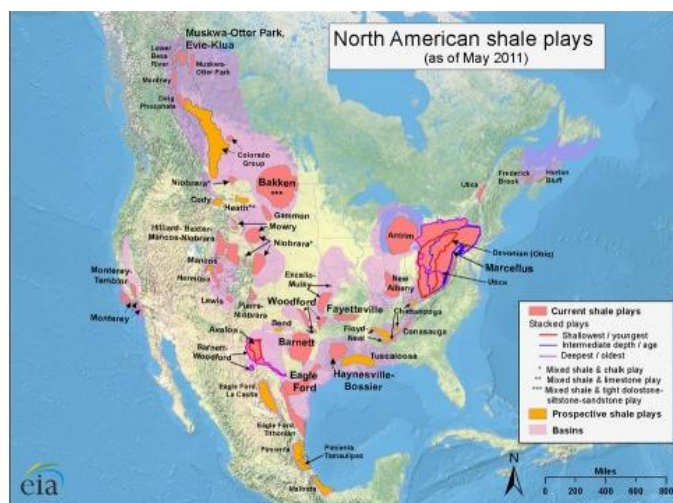 North American shale plays
(as of May 2011)
Muskwa-Otter Park,
Evie-Klua
Lower
Besa
River
Muskwa-
Otter Park
Montney
Doig
Phosphate
Colorado
Group
Niobrara*
Bakken
***
Cody
Heath**
Gammon
Mowry
Hilliard-Baxter-
Mancos-Niobrara
Niobrara*
Mancos
Hermosa
Lewis
Pierre-
Niobrara
Monterey-
Temblor
Monterey
Excello-
Mulky
Woodford
Fayetteville
Bend
Avalon
Barnett-
Woodford
Barnett
Eagle
Ford
Haynesville-
Bossier
Tuscaloosa
Floyd-
Neal
Conasauga
Chattanooga
New
Albany
Antrim
Devonian (Ohio)
Marcellus
Utica
Utica
Frederick
Brook
Horton
Bluff
Eagle Ford,
La Casita
Eagle Ford,
Tithonian
Pimienta
Pimienta,
Tamaulipas
Maltrata
Current shale plays
Stacked plays
Shallowest / youngest
Intermediate depth / age
Deepest / oldest
* Mixed shale & chalk play
** Mixed shale & limestone play
*** Mixed shale & tight dolostone-
siltstone-sandstone play
Prospective shale plays
Basins
Miles
0 200 400 600 800
N
eia